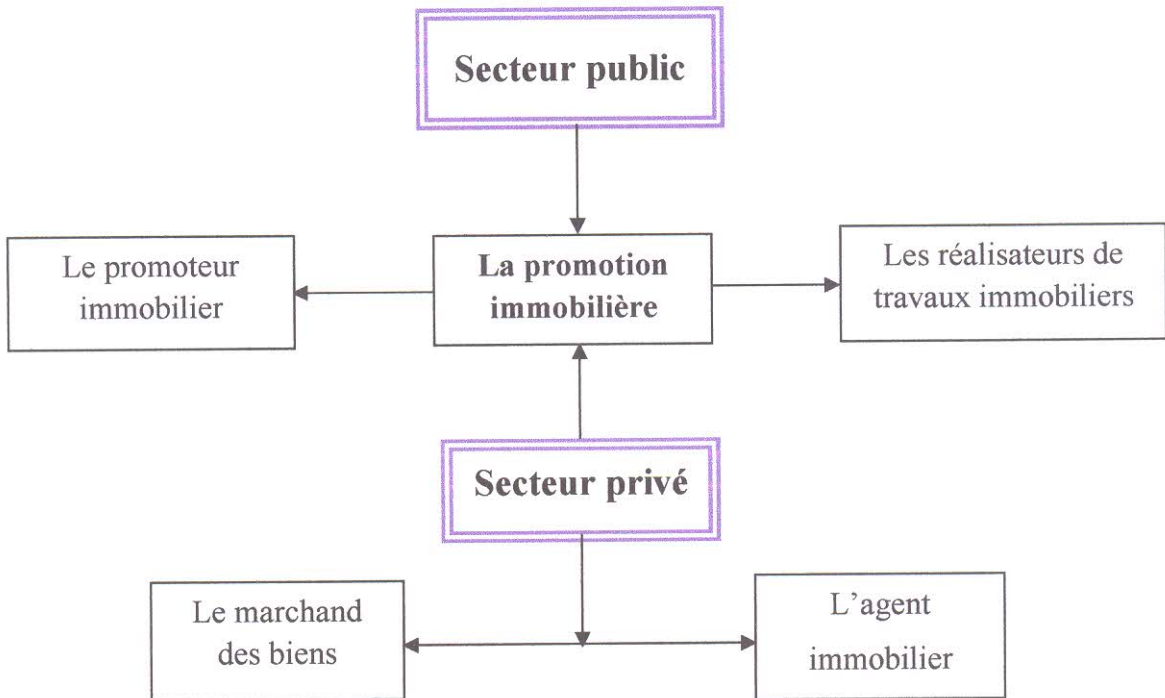 Secteur public
Le promoteur
immobilier
La promotion
immobilière
Les réalisateurs de
travaux immobiliers
Secteur privé
Le marchand
des biens
L’agent
immobilier